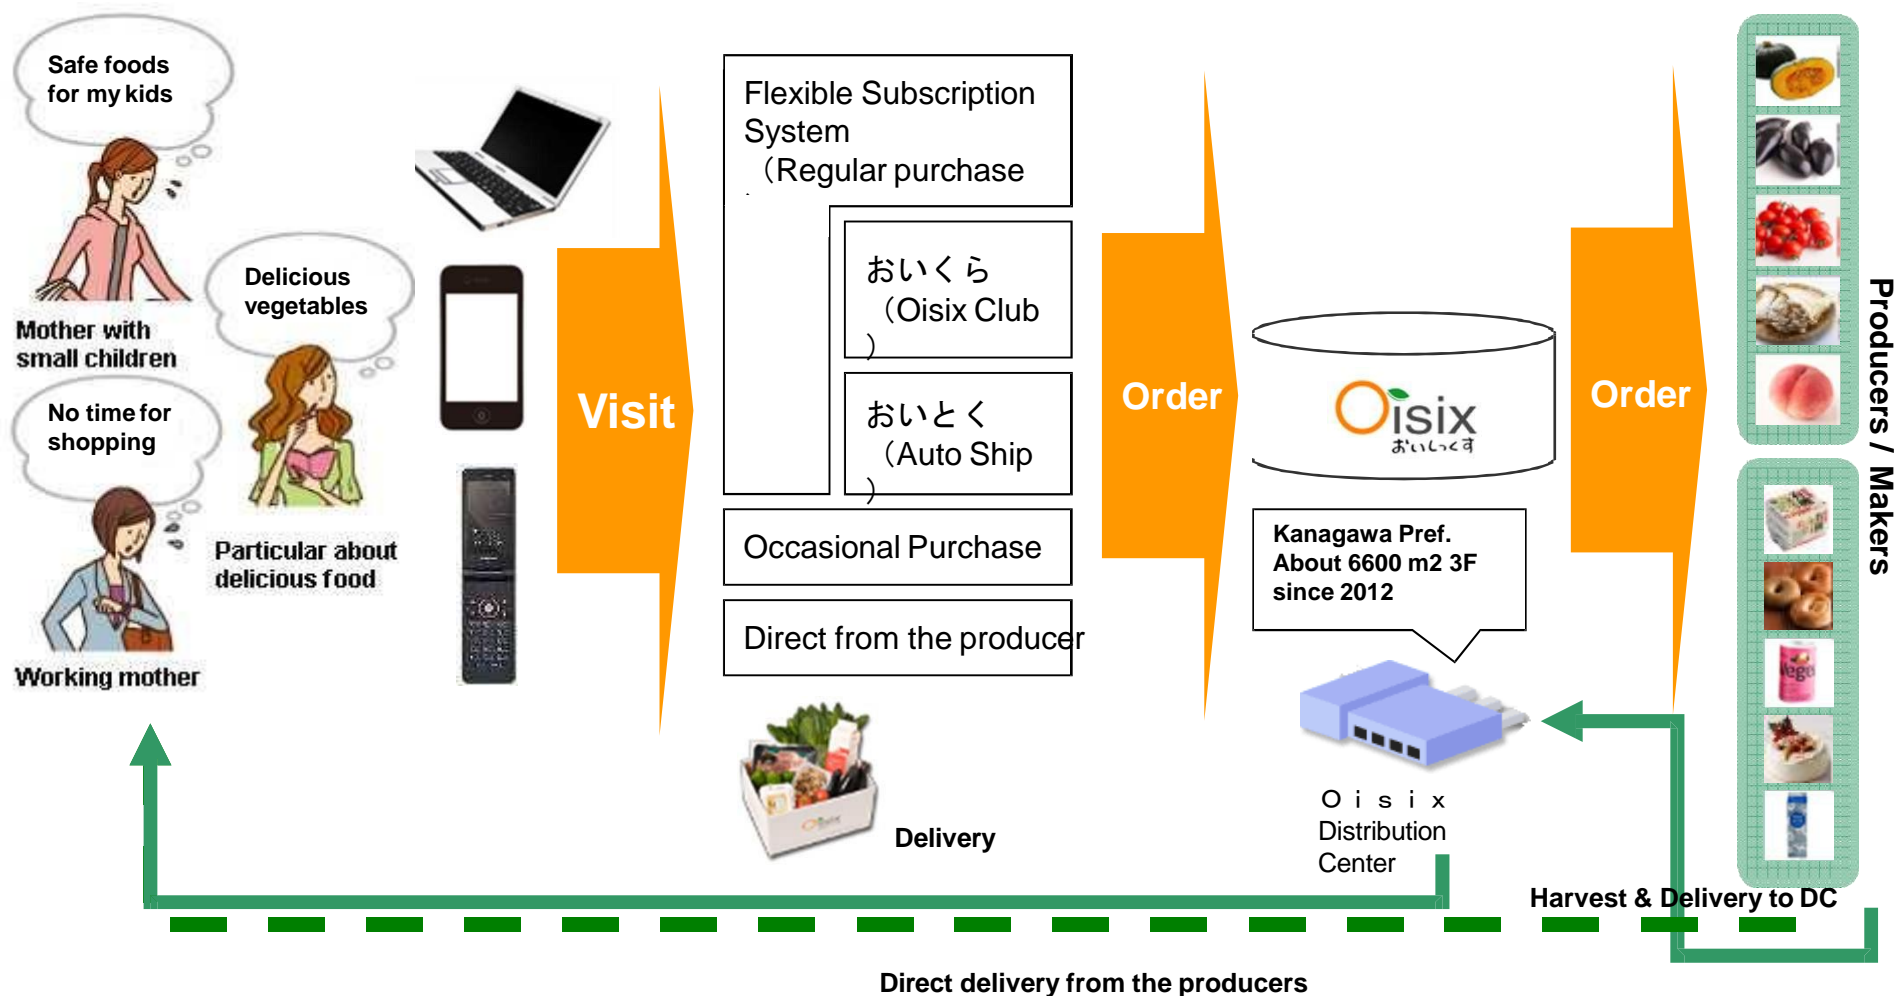 Safe foods
for my kids
Mother with
small children
Delicious
vegetables
Particular about
delicious food
No time for
shopping
Working mother
Visit
Flexible Subscription
System
（Regular purchase
おいくら
（Oisix Club
）
おいとく
（Auto Ship
）
Occasional Purchase
Direct from the producer
Order
Oisix
おいしっくす
Kanagawa Pref.
About 6600 m2 3F
since 2012
Ｏｉｓｉｘ
Distribution
Center
Order
Producers / Makers
Vege
Oisix
Delivery
Harvest & Delivery to DC
Direct delivery from the producers